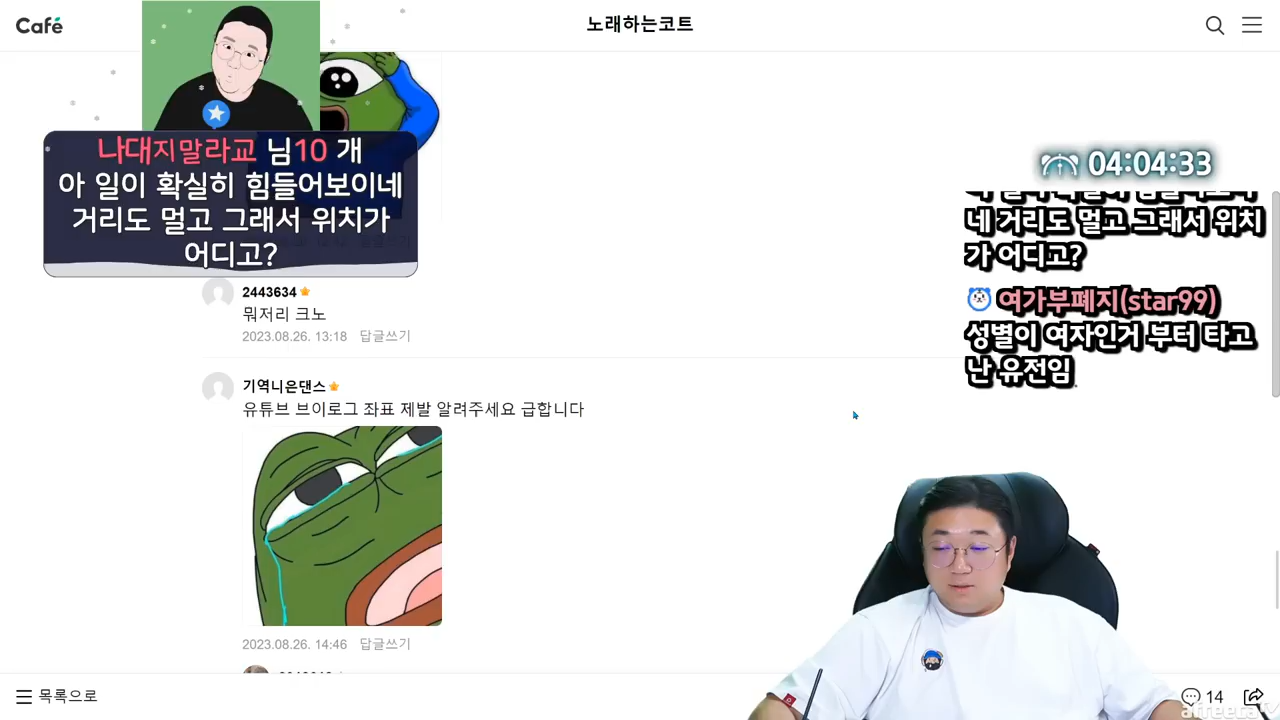 Café
노래하는코트
나대지말라교 님10 개
아 일이 확실히 힘들어보이네
거리도 멀고 그래서 위치가
어디고?
04:04:33
네 거리도 멀고 그래서 위치
가 어디고?
여가부폐지(star99)
성별이 여자인거 부터 타고
난 유전임
2443634
뭐저리 크노
2023.08.26. 13:18 답글쓰기
기역니은댄스
유튜브 브이로그 좌표 제발 알려주세요 급합니다
2023.08.26. 14:46 답글쓰기
목록으로
14
afreecaTV